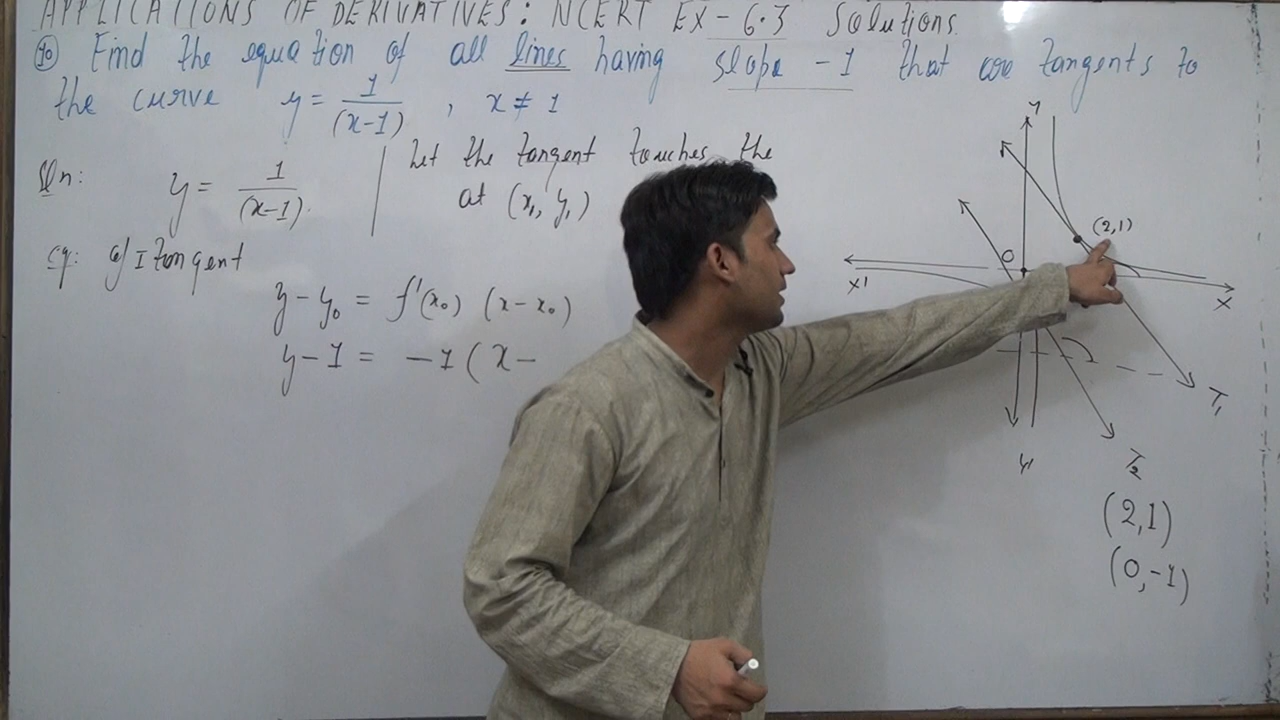 APPLICATIONS OF DERIVATIVES: NCERT EX-6.3 Solutions.
10 Find the equation of all lines having slope -1 that are tangents to
the curve y = 1/(x-1) , x ≠ 1
Sln: y = 1/(x-1).
Let the tangent touches the
at (x₁, y₁)
Eq: of I tangent
y - y₀ = f'(x₀) (x - x₀)
y - 1 = -1 ( x -
Y
(2,1)
O
X'
X
T₁
Y'
T₂
(2,1)
(0,-1)